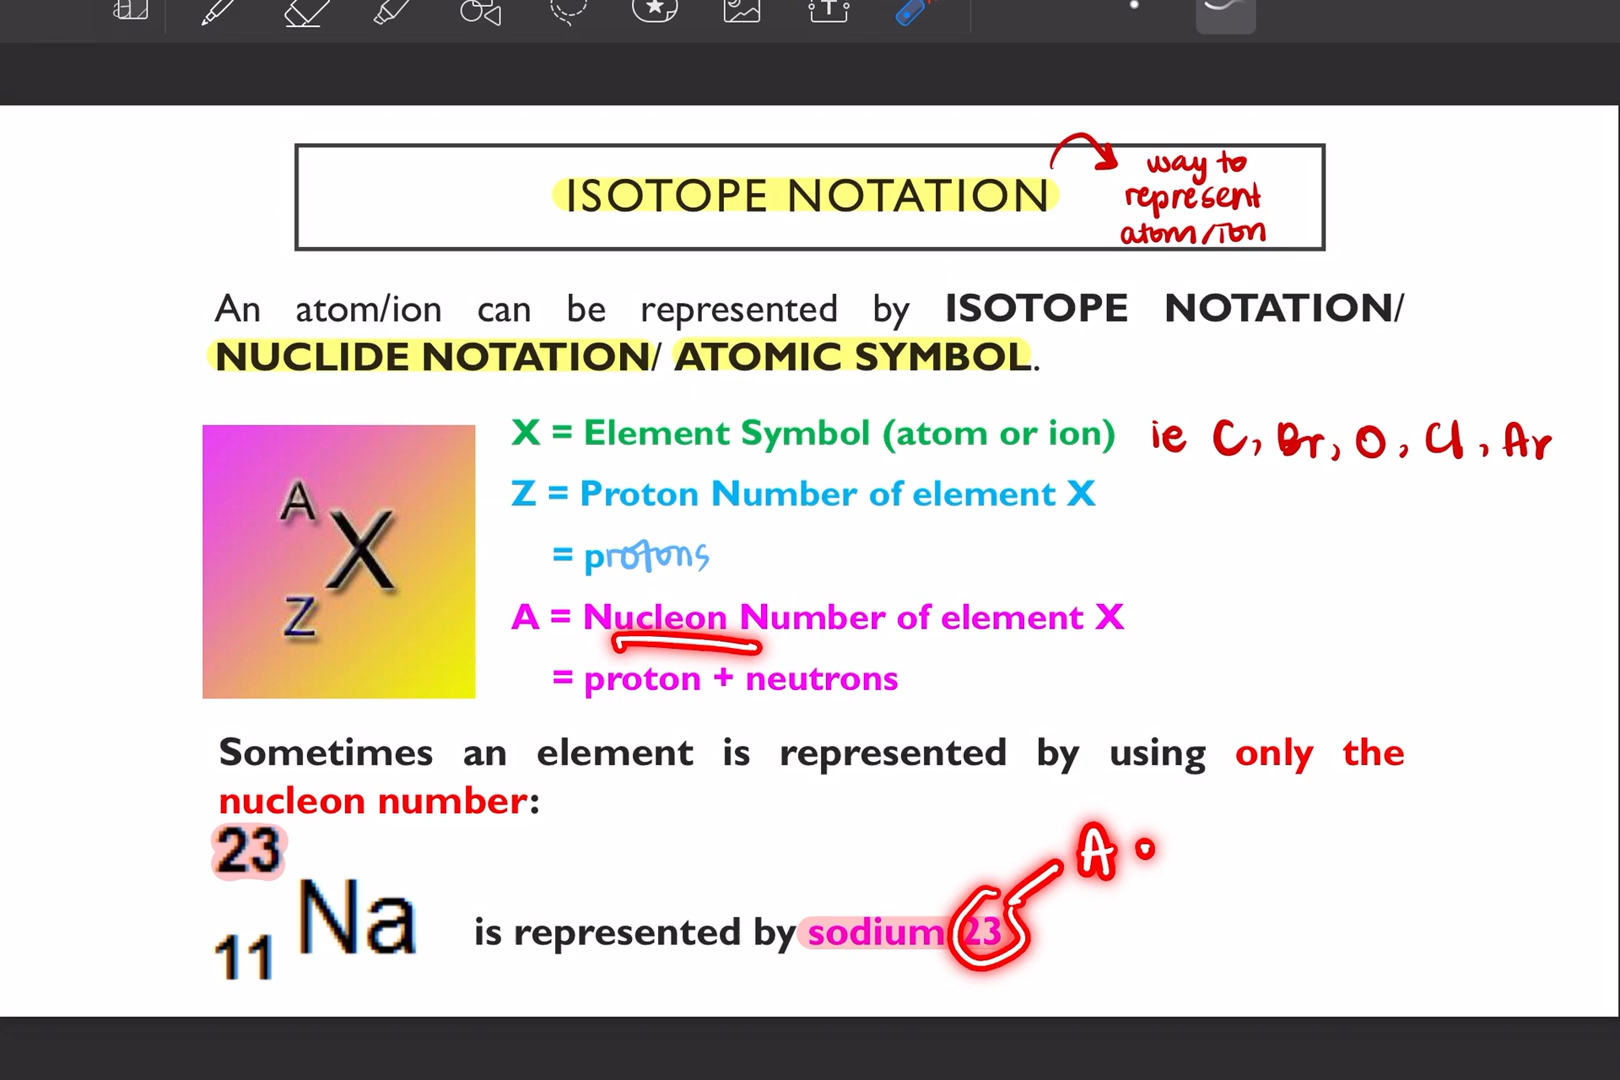 ISOTOPE NOTATION
way to
represent
atom/ion
An atom/ion can be represented by ISOTOPE NOTATION/
NUCLIDE NOTATION/ ATOMIC SYMBOL.
A
X
Z
X = Element Symbol (atom or ion) ie C, Br, O, Cl, Ar
Z = Proton Number of element X
= protons
A = Nucleon Number of element X
= proton + neutrons
Sometimes an element is represented by using only the
nucleon number:
A
23
Na
11
is represented by sodium 23